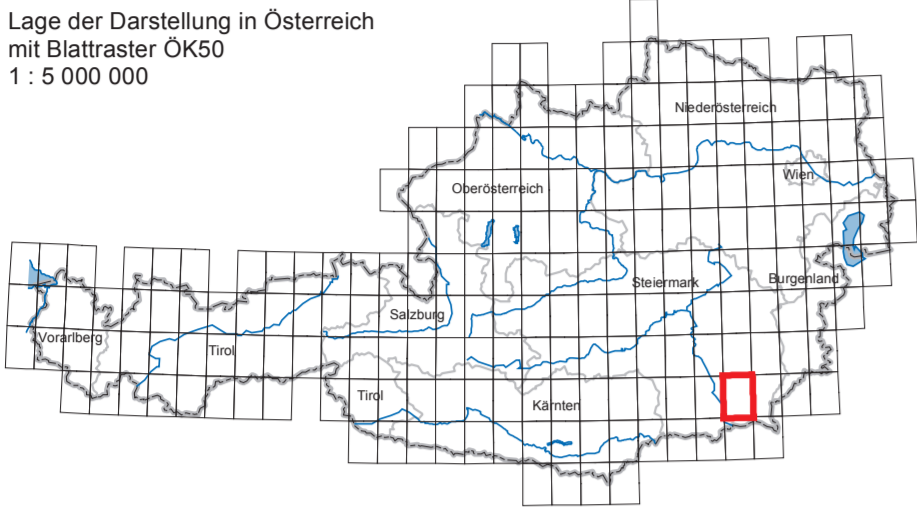 Lage der Darstellung in Österreich
mit Blattraster ÖK50
1 : 5 000 000
Niederösterreich
Wien
Oberösterreich
Steiermark
Burgenland
Salzburg
Vorarlberg
Tirol
Tirol
Kärnten